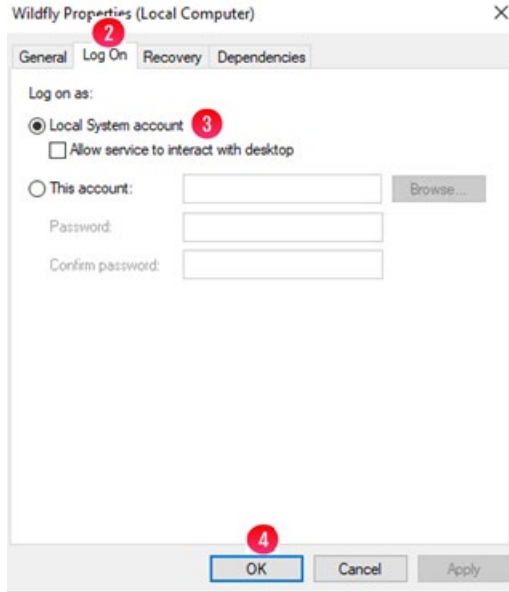 Wildfly Properties (Local Computer)
2
General Log On Recovery Dependencies
Log on as:
Local System account 3
Allow service to interact with desktop
This account: Browse...
Password:
Confirm password:
4
OK Cancel Apply